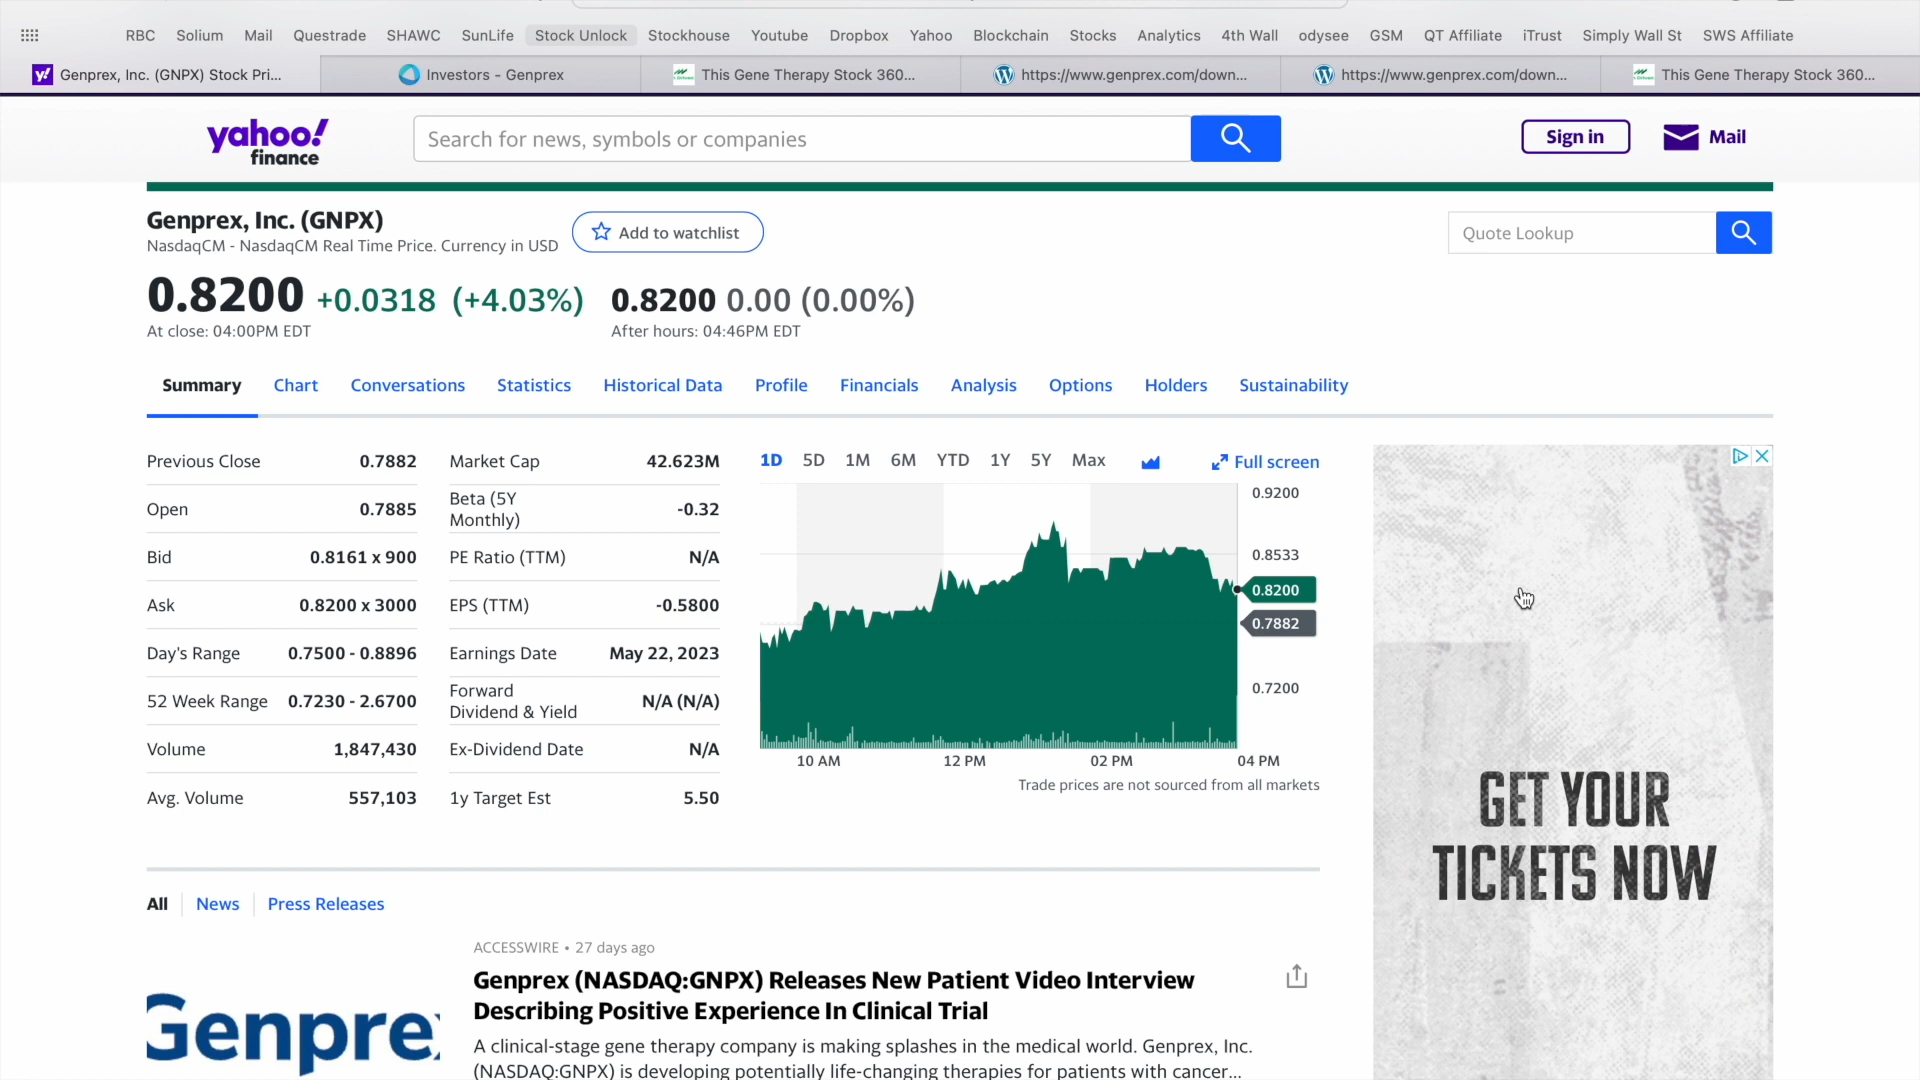 RBC Solium Mail Questrade SHAWC SunLife Stock Unlock Stockhouse Youtube Dropbox Yahoo Blockchain Stocks Analytics 4th Wall odysee GSM QT Affiliate iTrust Simply Wall St SWS Affiliate
Genprex, Inc. (GNPX) Stock Pri... Investors - Genprex This Gene Therapy Stock 360... https://www.genprex.com/down... https://www.genprex.com/down... This Gene Therapy Stock 360...
yahoo!
finance
Search for news, symbols or companies
Sign in
Mail
Genprex, Inc. (GNPX)
NasdaqCM - NasdaqCM Real Time Price. Currency in USD
Add to watchlist
Quote Lookup
0.8200 +0.0318 (+4.03%)
At close: 04:00PM EDT
0.8200 0.00 (0.00%)
After hours: 04:46PM EDT
Summary Chart Conversations Statistics Historical Data Profile Financials Analysis Options Holders Sustainability
Previous Close 0.7882
Open 0.7885
Bid 0.8161 x 900
Ask 0.8200 x 3000
Day's Range 0.7500 - 0.8896
52 Week Range 0.7230 - 2.6700
Volume 1,847,430
Avg. Volume 557,103
Market Cap 42.623M
Beta (5Y
Monthly) -0.32
PE Ratio (TTM) N/A
EPS (TTM) -0.5800
Earnings Date May 22, 2023
Forward
Dividend & Yield N/A (N/A)
Ex-Dividend Date N/A
1y Target Est 5.50
1D 5D 1M 6M YTD 1Y 5Y Max
Full screen
0.9200
0.8533
0.8200
0.7882
0.7200
10 AM 12 PM 02 PM 04 PM
Trade prices are not sourced from all markets
GET YOUR
TICKETS NOW
All News Press Releases
ACCESSWIRE • 27 days ago
Genprex (NASDAQ:GNPX) Releases New Patient Video Interview
Describing Positive Experience In Clinical Trial
A clinical-stage gene therapy company is making splashes in the medical world. Genprex, Inc.
(NASDAQ:GNPX) is developing potentially life-changing therapies for patients with cancer...
Genprex